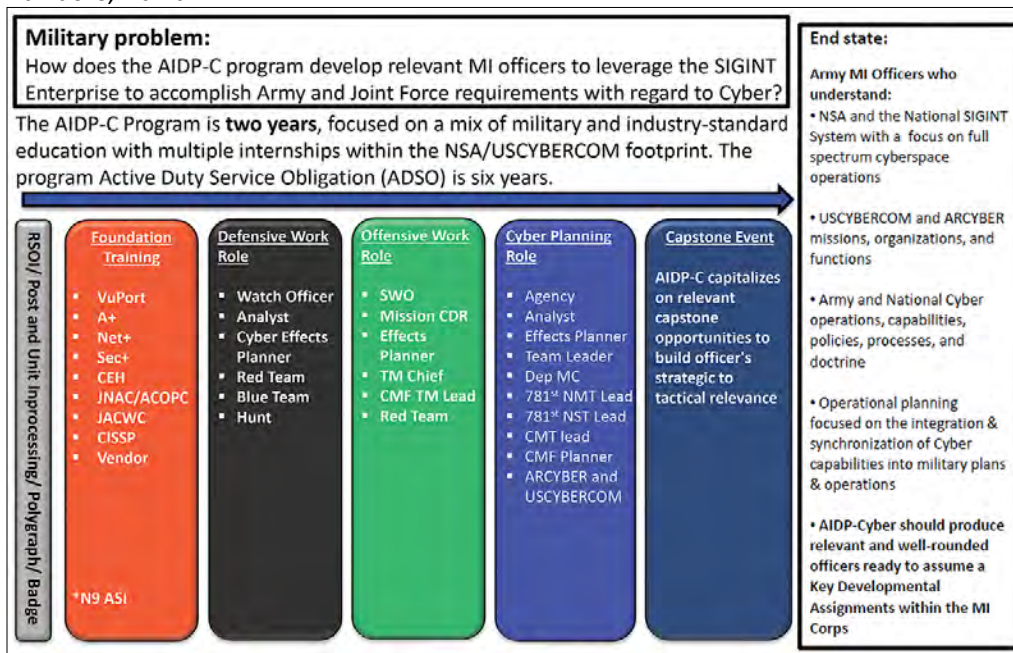 Military problem:
How does the AIDP-C program develop relevant MI officers to leverage the SIGINT
Enterprise to accomplish Army and Joint Force requirements with regard to Cyber?
The AIDP-C Program is two years, focused on a mix of military and industry-standard
education with multiple internships within the NSA/USCYBERCOM footprint. The
program Active Duty Service Obligation (ADSO) is six years.
RSOI/ Post and Unit Inprocessing/ Polygraph/ Badge
Foundation
Training
▪ VuPort
▪ A+
▪ Net+
▪ Sec+
▪ CEH
▪ JNAC/ACOPC
▪ JACWC
▪ CISSP
▪ Vendor
*N9 ASI
Defensive Work
Role
▪ Watch Officer
▪ Analyst
▪ Cyber Effects
Planner
▪ Red Team
▪ Blue Team
▪ Hunt
Offensive Work
Role
▪ SWO
▪ Mission CDR
▪ Effects
Planner
▪ TM Chief
▪ CMF TM Lead
▪ Red Team
Cyber Planning
Role
▪ Agency
▪ Analyst
▪ Effects Planner
▪ Team Leader
▪ Dep MC
▪ 781st NMT Lead
▪ 781st NST Lead
▪ CMT lead
▪ CMF Planner
▪ ARCYBER and
USCYBERCOM
Capstone Event
AIDP-C capitalizes
on relevant
capstone
opportunities to
build officer's
strategic to
tactical relevance
End state:
Army MI Officers who
understand:
• NSA and the National SIGINT
System with a focus on full
spectrum cyberspace
operations
• USCYBERCOM and ARCYBER
missions, organizations, and
functions
• Army and National Cyber
operations, capabilities,
policies, processes, and
doctrine
• Operational planning
focused on the integration &
synchronization of Cyber
capabilities into military plans
& operations
• AIDP-Cyber should produce
relevant and well-rounded
officers ready to assume a
Key Developmental
Assignments within the MI
Corps